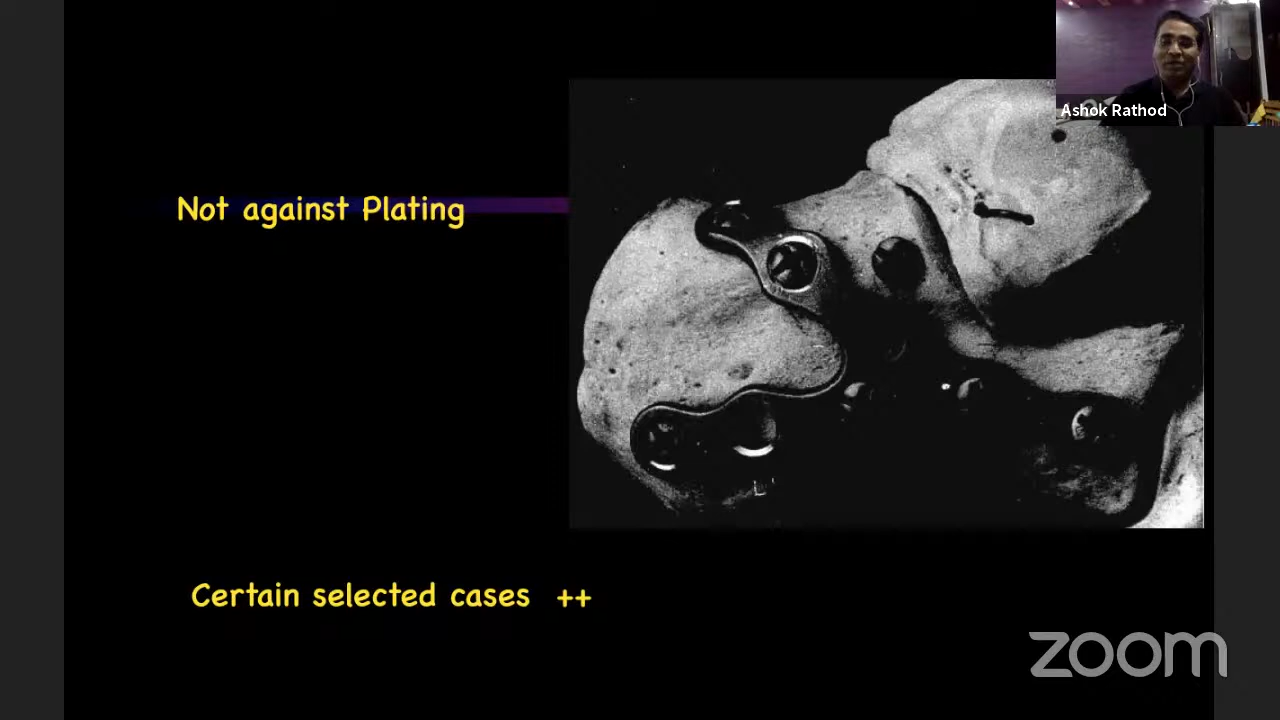 Ashok Rathod
Not against Plating
Certain selected cases ++
zoom